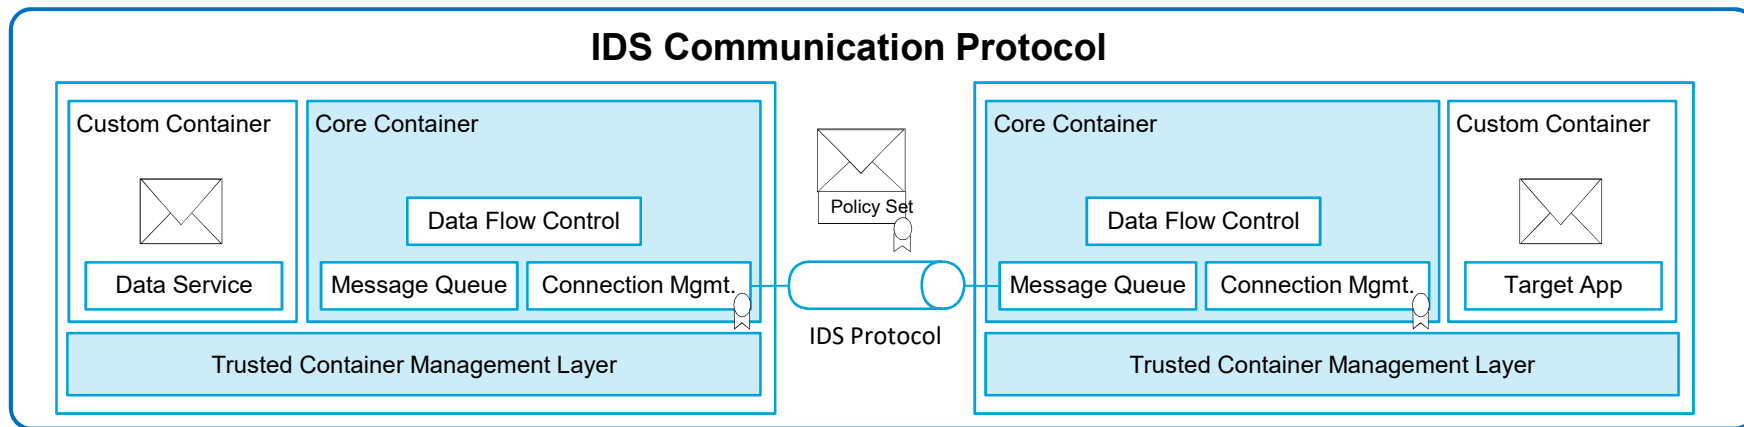 IDS Communication Protocol
Custom Container
Core Container
Data Flow Control
Data Service
Message Queue
Connection Mgmt.
Trusted Container Management Layer
Policy Set
IDS Protocol
Core Container
Custom Container
Data Flow Control
Message Queue
Connection Mgmt.
Target App
Trusted Container Management Layer